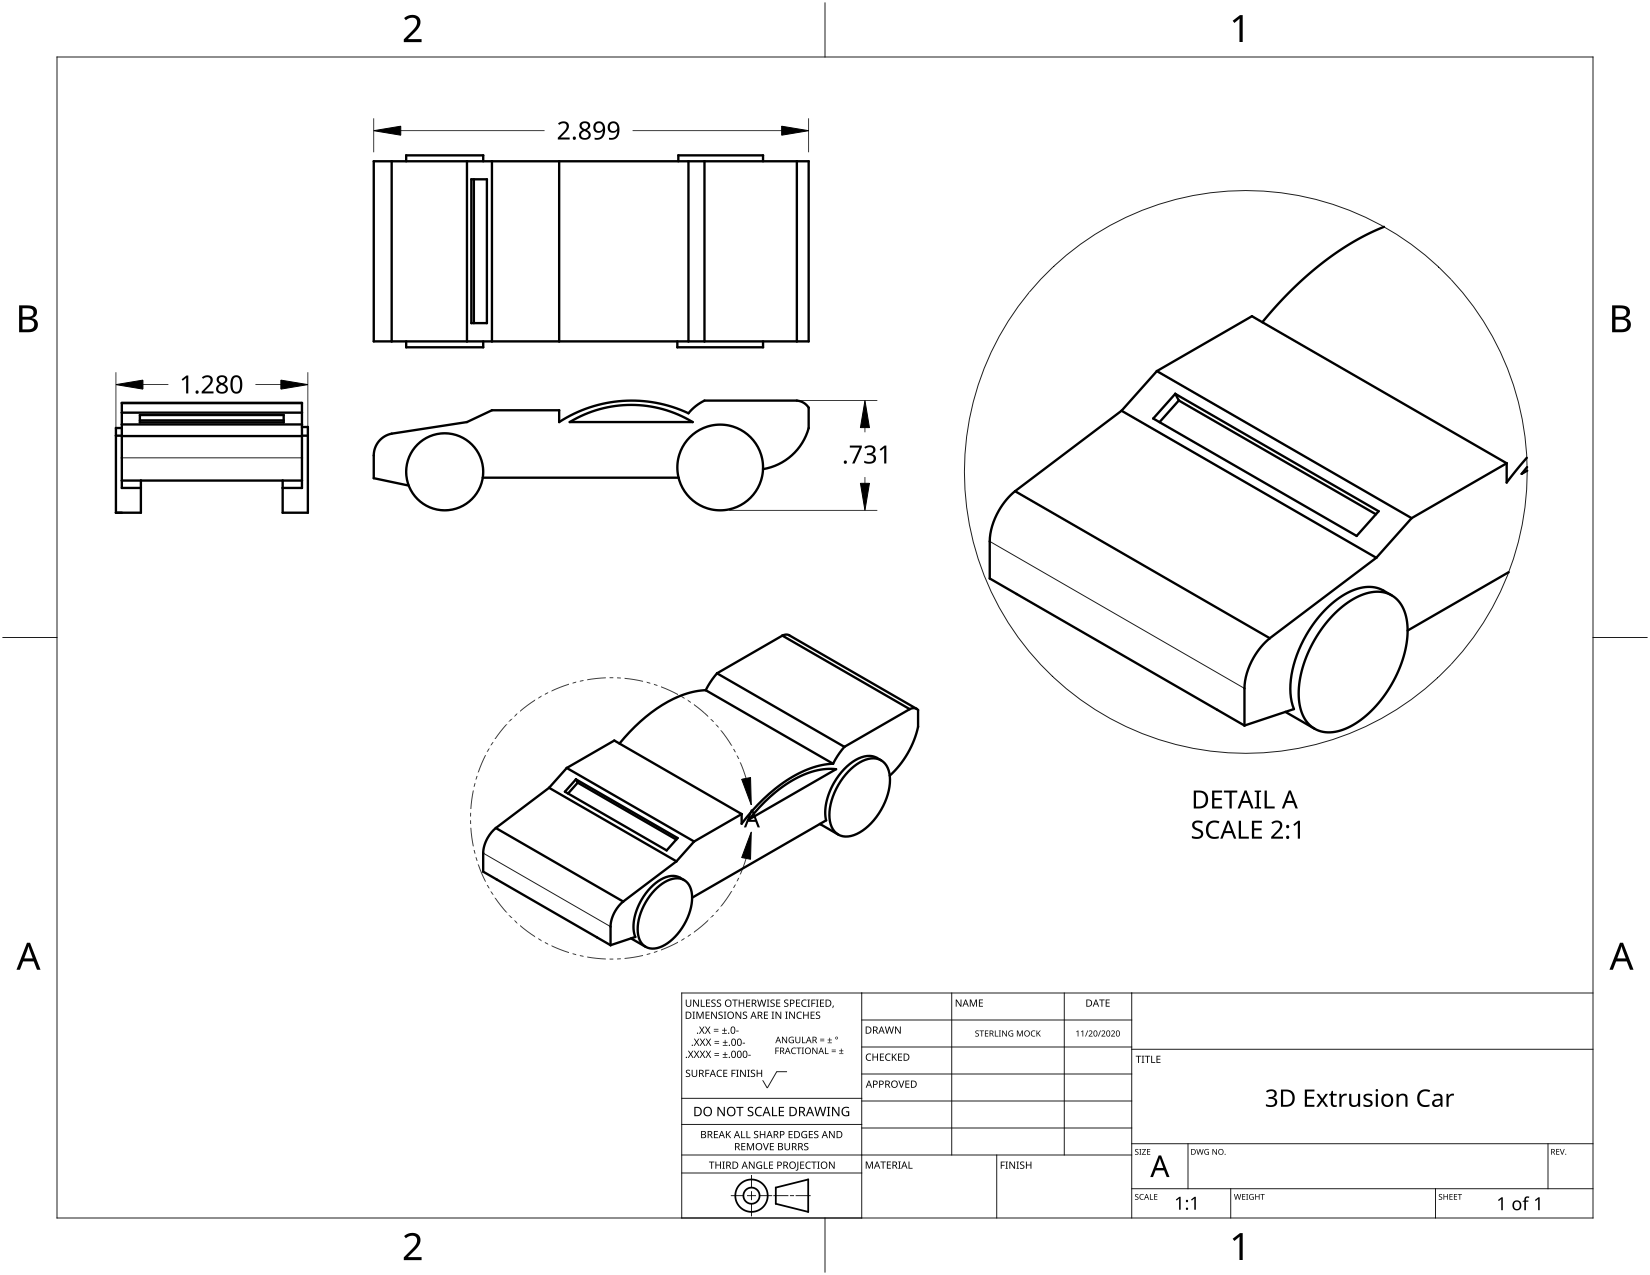 2 1
2.899
B B
1.280
.731
DETAIL A
SCALE 2:1
A
A A
UNLESS OTHERWISE SPECIFIED,
DIMENSIONS ARE IN INCHES
.XX = ±.0-
.XXX = ±.00-
.XXXX = ±.000-
ANGULAR = ± °
FRACTIONAL = ±
SURFACE FINISH
DO NOT SCALE DRAWING
BREAK ALL SHARP EDGES AND
REMOVE BURRS
THIRD ANGLE PROJECTION
NAME DATE
DRAWN STERLING MOCK 11/20/2020
CHECKED
APPROVED
MATERIAL FINISH
TITLE
3D Extrusion Car
SIZE DWG NO. REV.
A
SCALE 1:1 WEIGHT SHEET 1 of 1
2 1